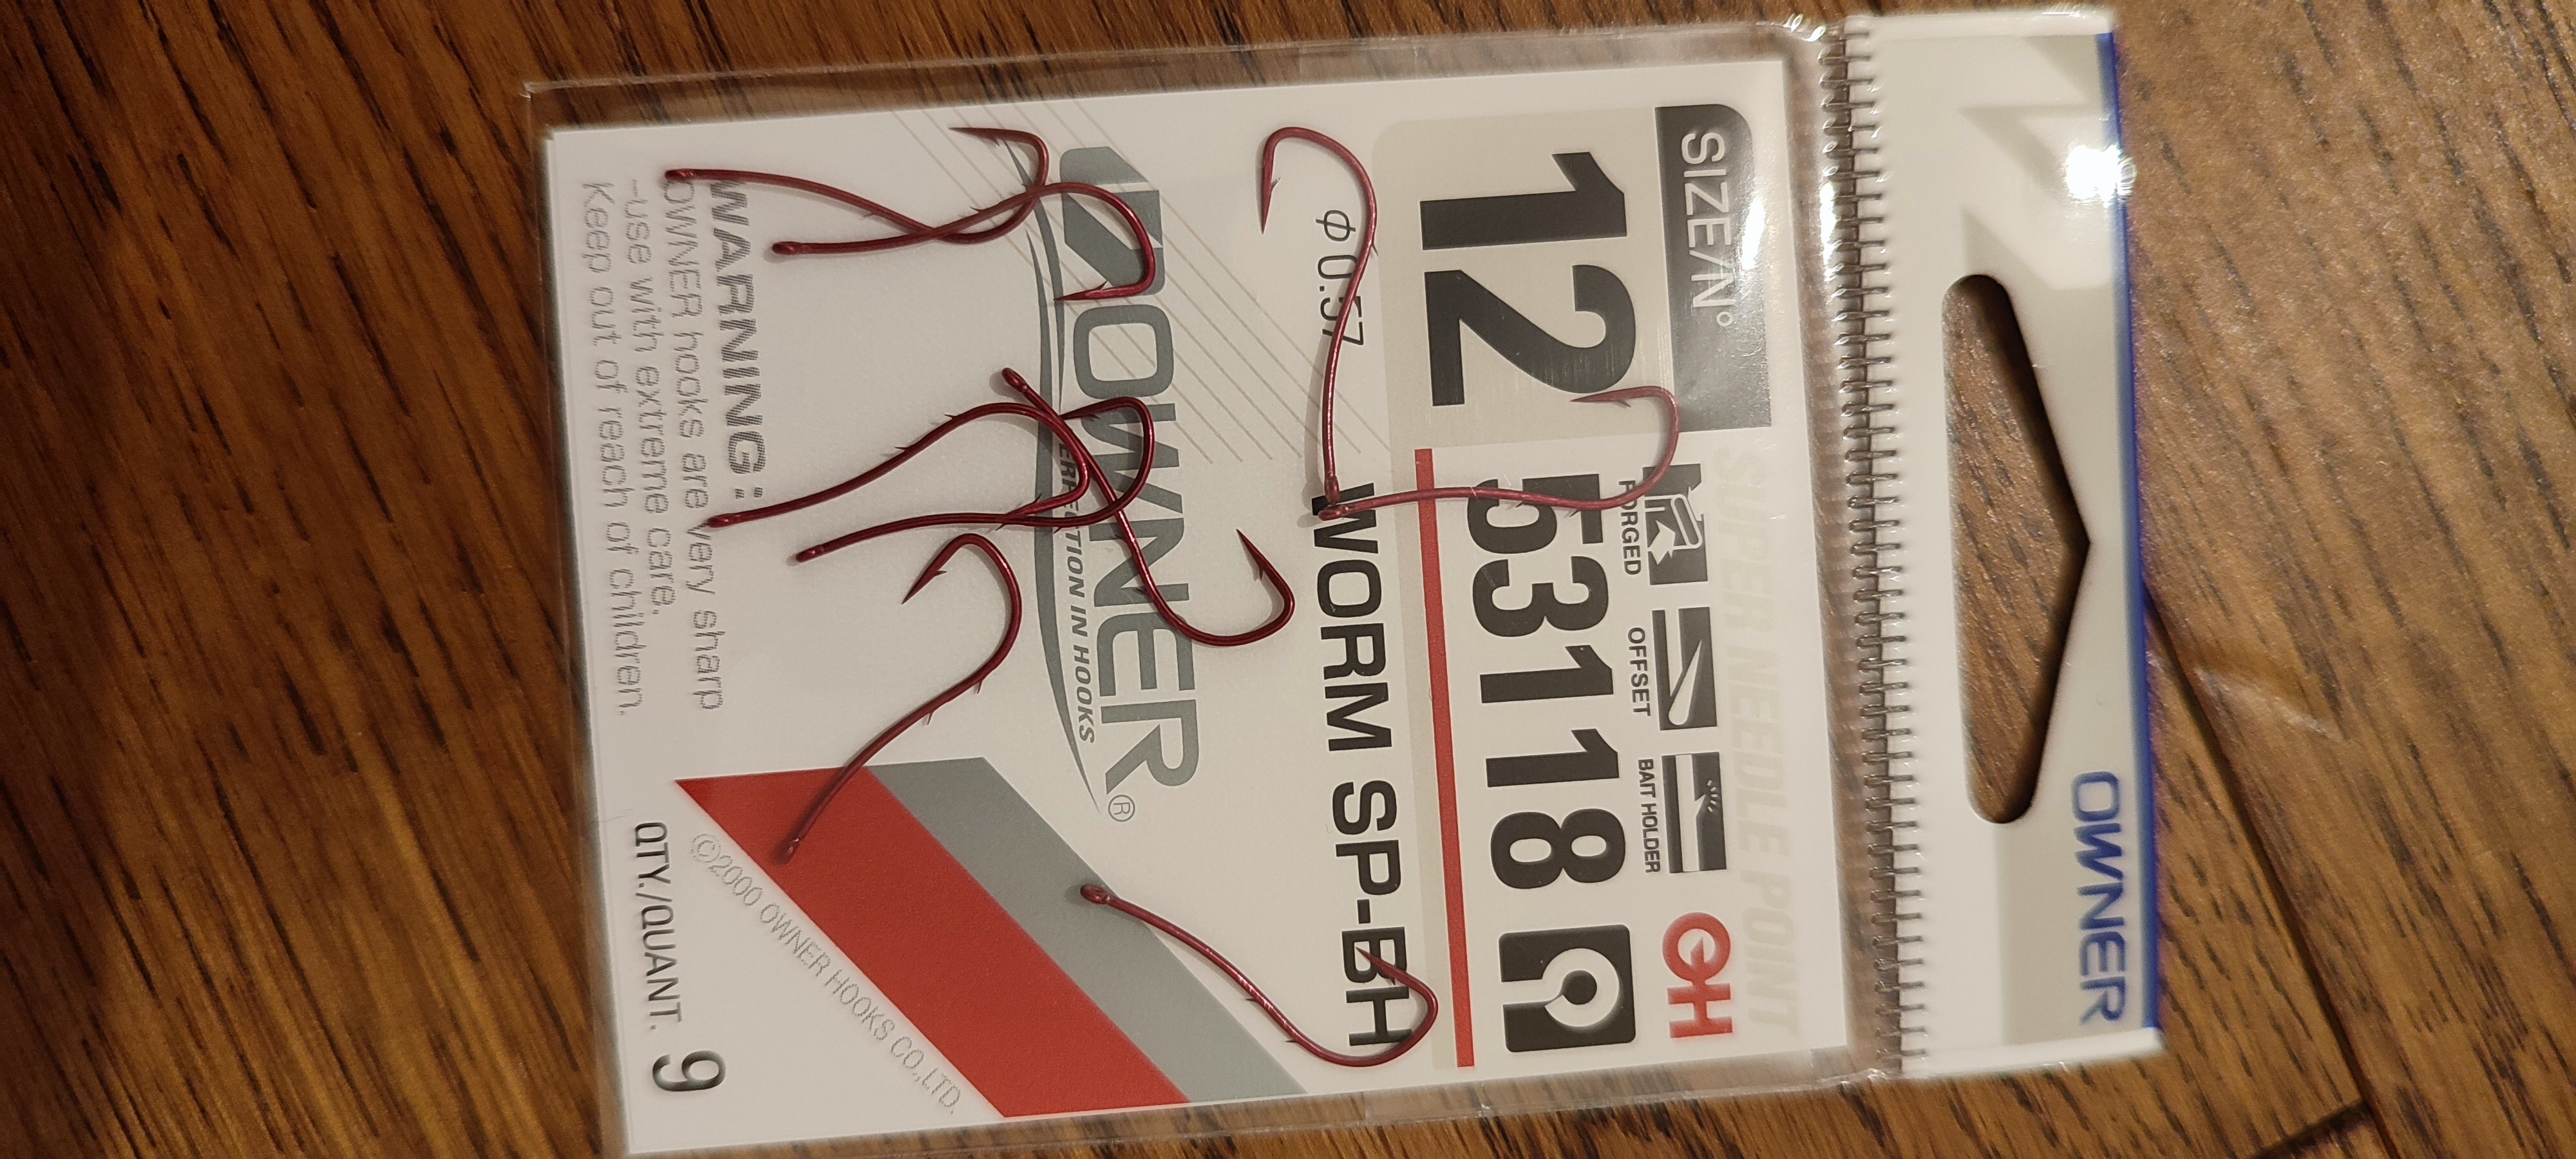 OWNER
SUPER NEEDLE POINT
SIZE/N°
12
FORGED
OFFSET
BAIT HOLDER
53118
φ 0.57
WORM SP-BH
OWNER®
PERFECTION IN HOOKS
WARNING:
OWNER hooks are very sharp
-use with extreme care.
Keep out of reach of children.
©2000 OWNER HOOKS CO.,LTD.
QTY./QUANT. 9